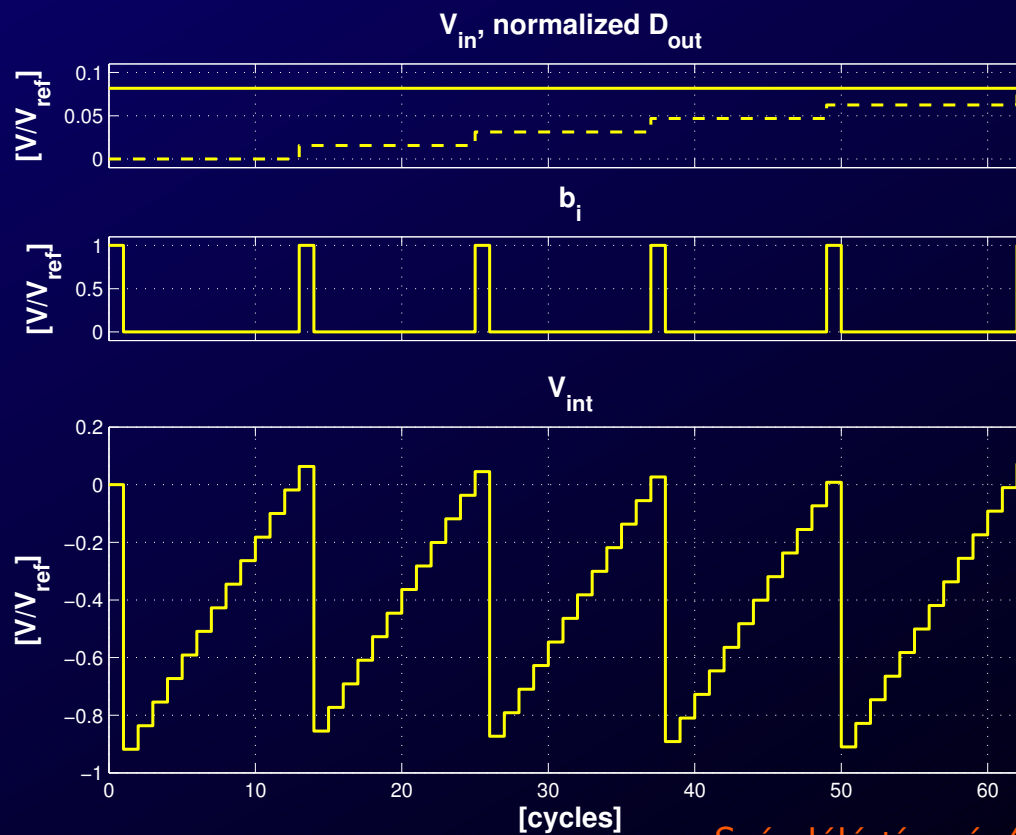 V_in, normalized D_out
[V/V_ref]
0.1
0.05
0
b_i
[V/V_ref]
1
0.5
0
V_int
[V/V_ref]
0.2
0
−0.2
−0.4
−0.6
−0.8
−1
0 10 20 30 40 50 60
[cycles]